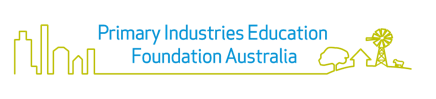 Primary Industries Education
Foundation Australia